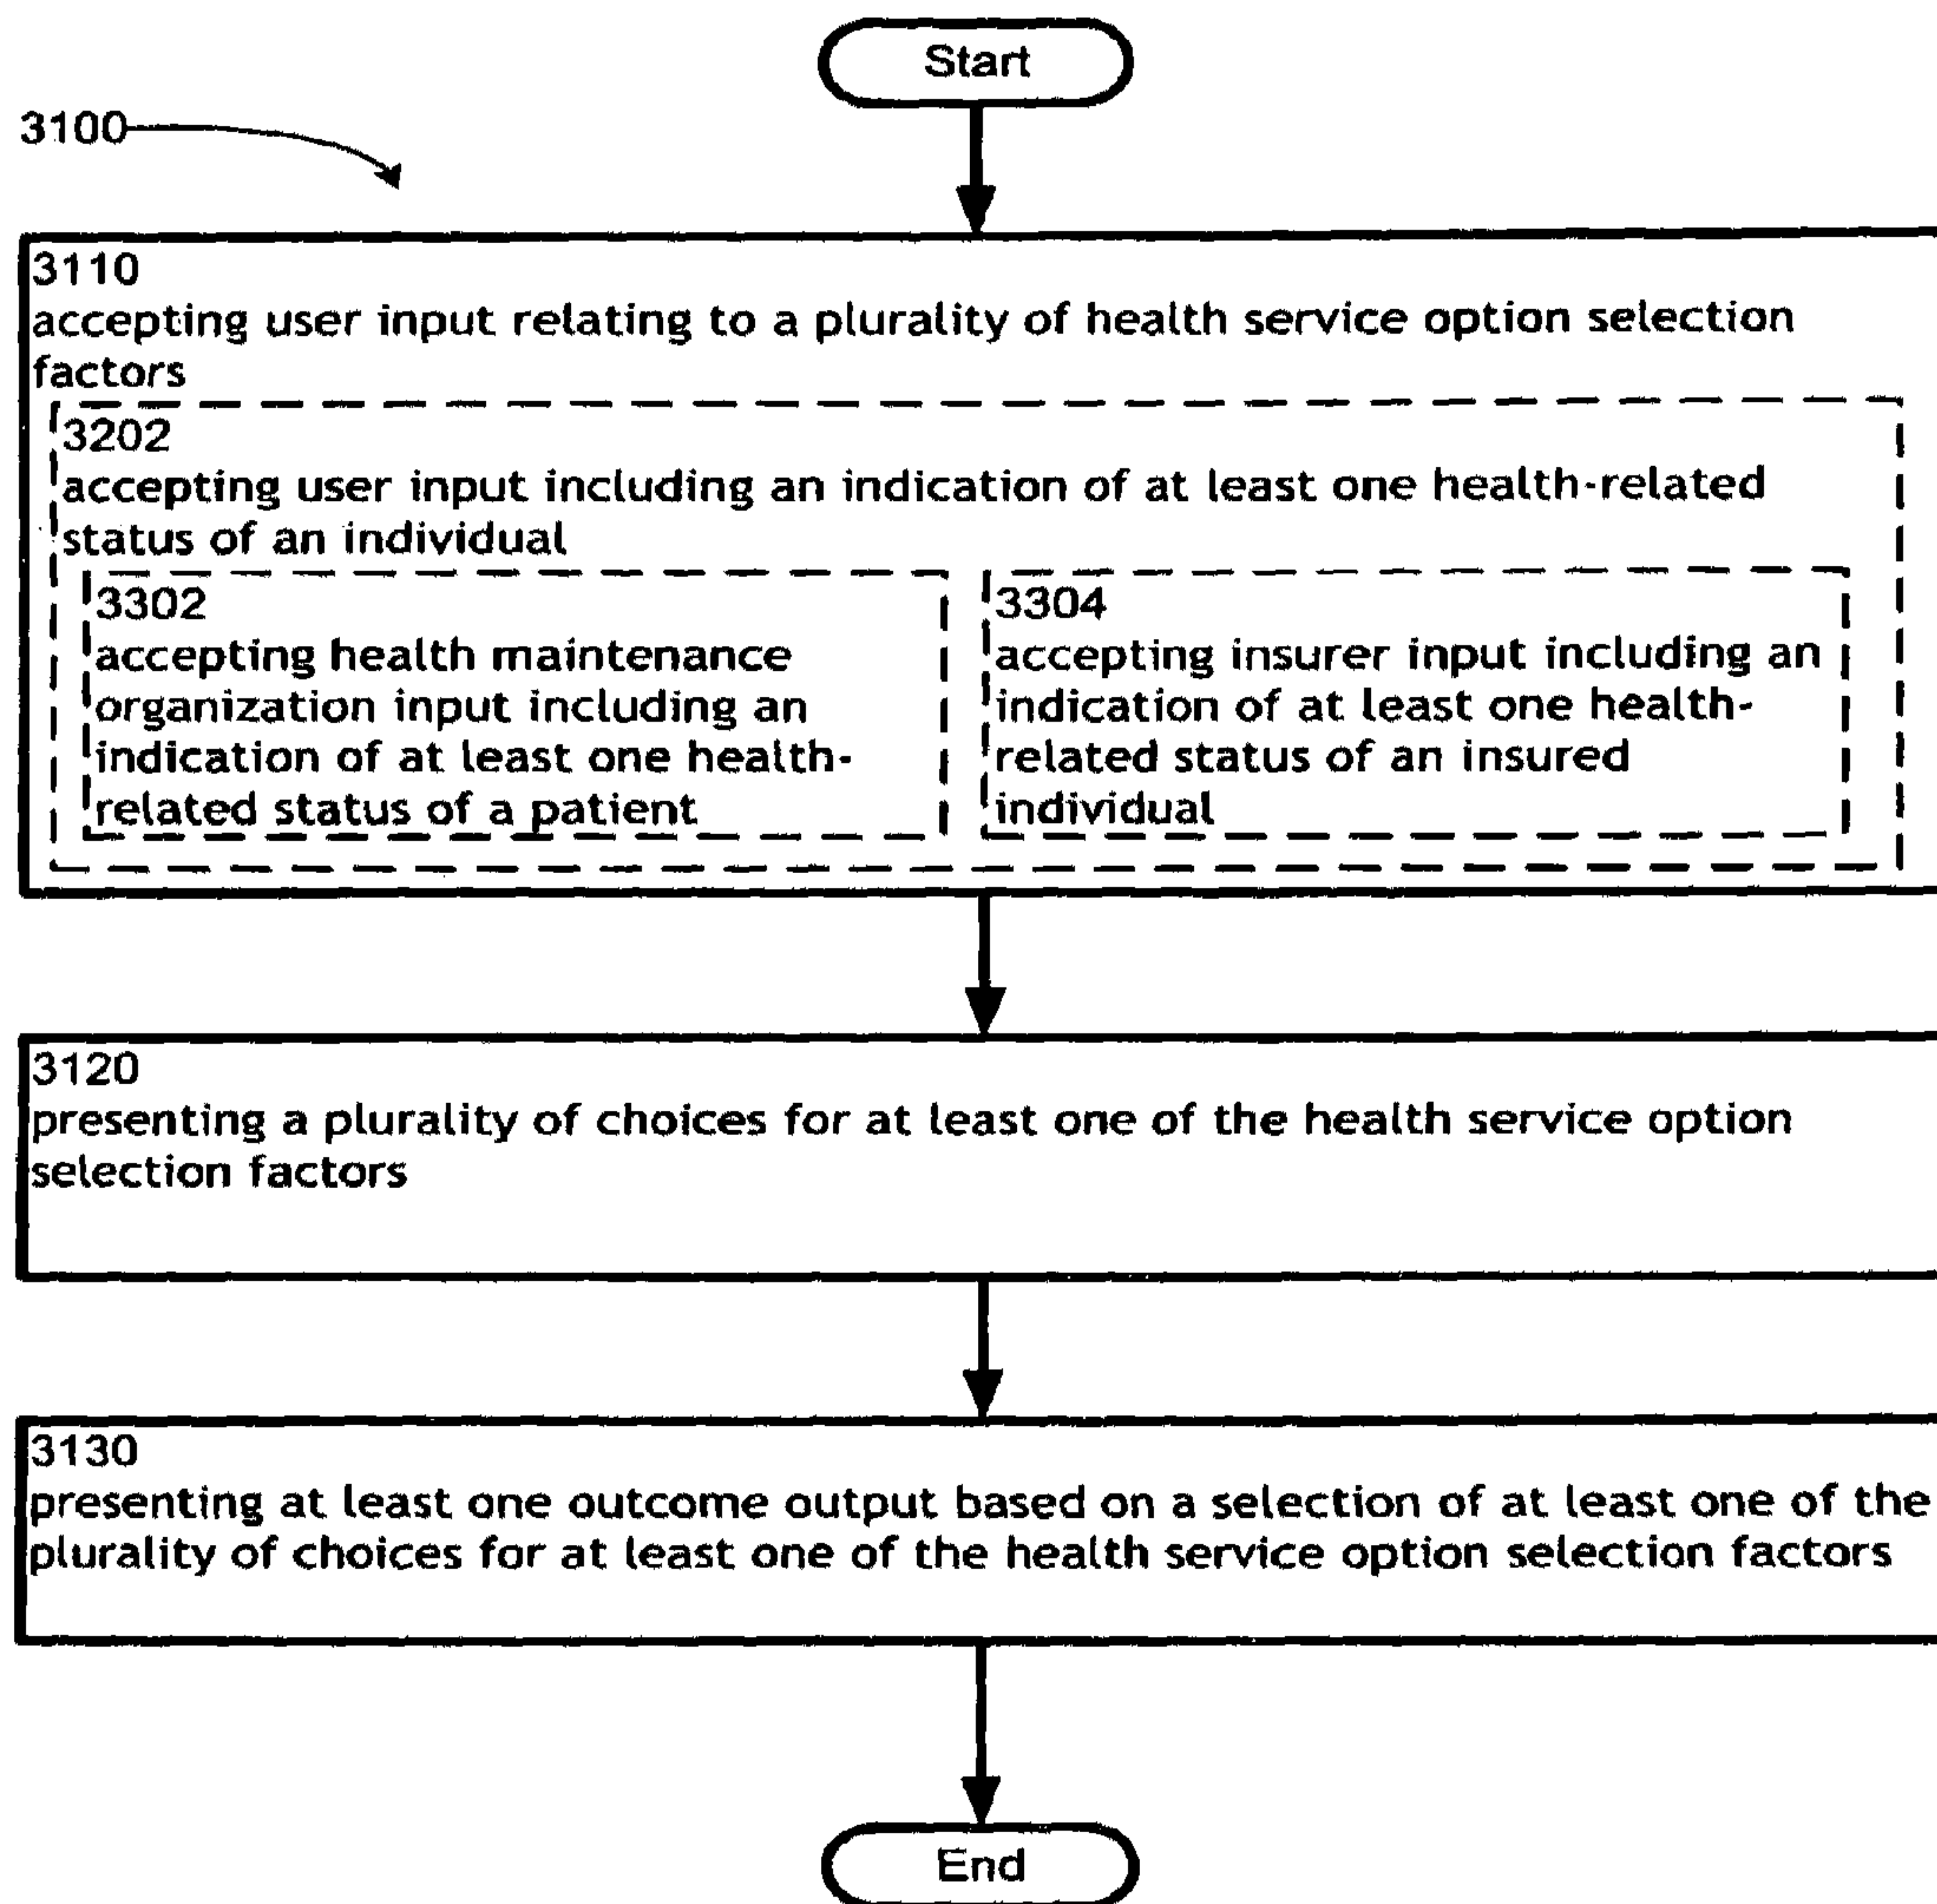 Start
3100
3110
accepting user input relating to a plurality of health service option selection
factors
3202
accepting user input including an indication of at least one health-related
status of an individual
3302
accepting health maintenance
organization input including an
indication of at least one health-
related status of a patient
3304
accepting insurer input including an
indication of at least one health-
related status of an insured
individual
3120
presenting a plurality of choices for at least one of the health service option
selection factors
3130
presenting at least one outcome output based on a selection of at least one of the
plurality of choices for at least one of the health service option selection factors
End